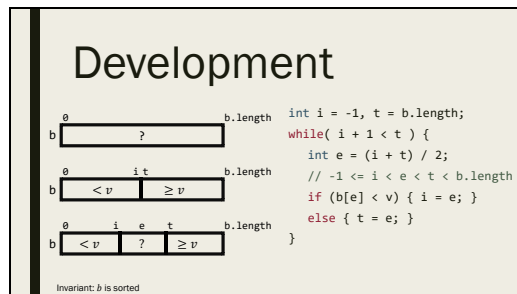 Development
0 b.length
b ?
0 i t b.length
b < v ≥ v
0 i e t b.length
b < v ? ≥ v
Invariant: b is sorted
int i = -1, t = b.length;
while( i + 1 < t ) {
int e = (i + t) / 2;
// -1 <= i < e < t < b.length
if (b[e] < v) { i = e; }
else { t = e; }
}